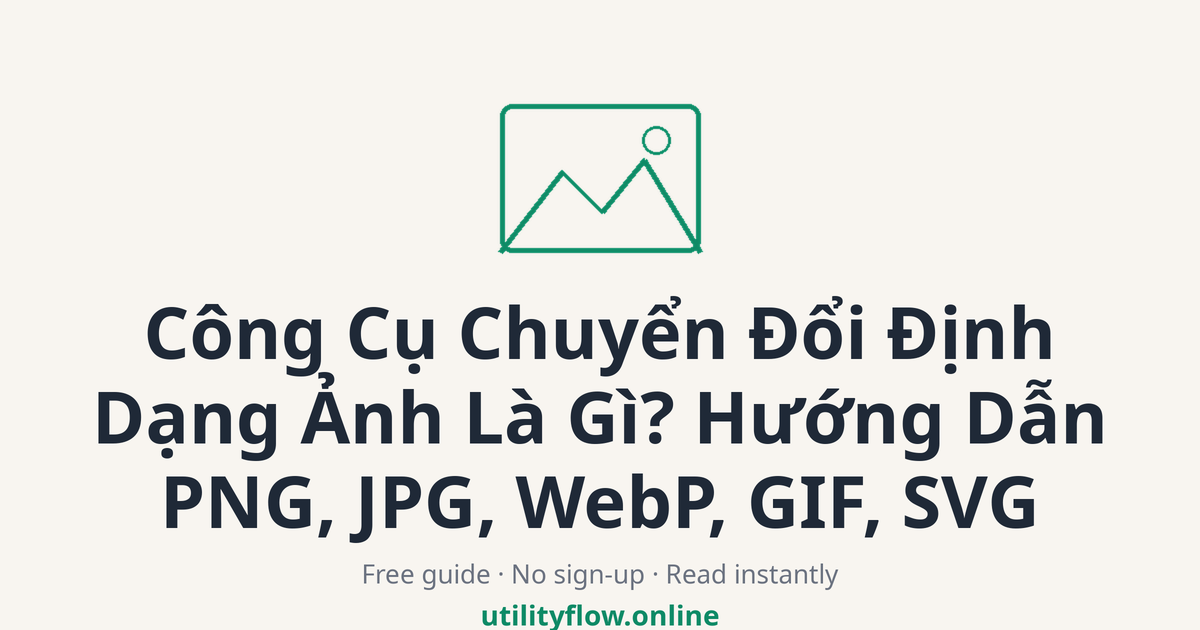 Công Cụ Chuyển Đổi Định
Dạng Ảnh Là Gì? Hướng Dẫn
PNG, JPG, WebP, GIF, SVG
Free guide · No sign-up · Read instantly
utilityflow.online